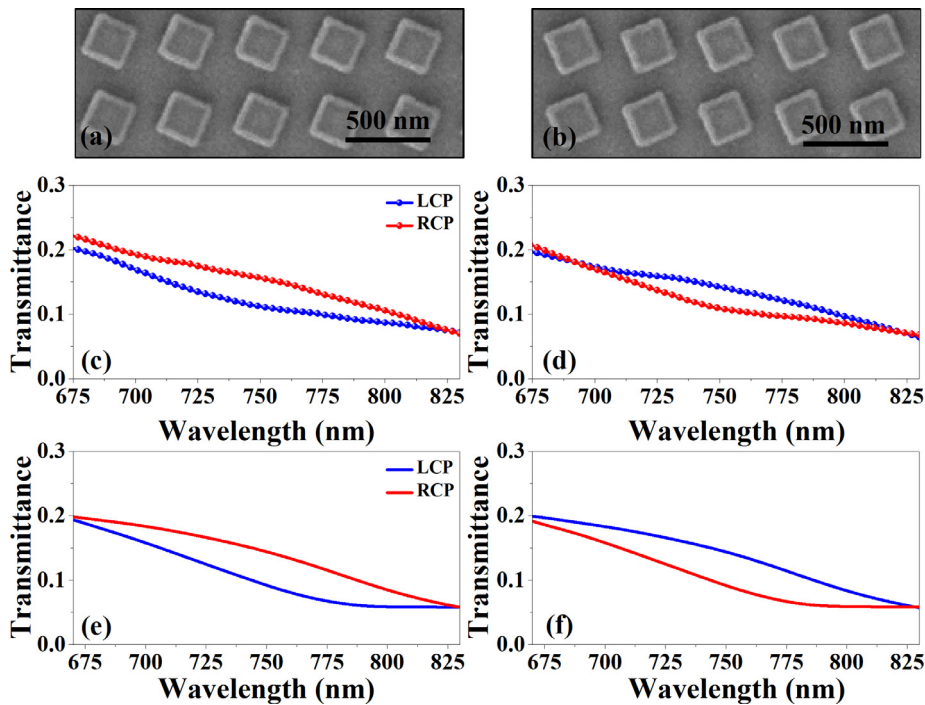 (a) 500 nm
(b) 500 nm
0.3
0.2
0.1
0.0
Transmittance
LCP
RCP
(c)
675 700 725 750 775 800 825
Wavelength (nm)
0.3
0.2
0.1
0.0
Transmittance
(d)
675 700 725 750 775 800 825
Wavelength (nm)
0.3
0.2
0.1
0.0
Transmittance
LCP
RCP
(e)
675 700 725 750 775 800 825
Wavelength (nm)
0.3
0.2
0.1
0.0
Transmittance
(f)
675 700 725 750 775 800 825
Wavelength (nm)